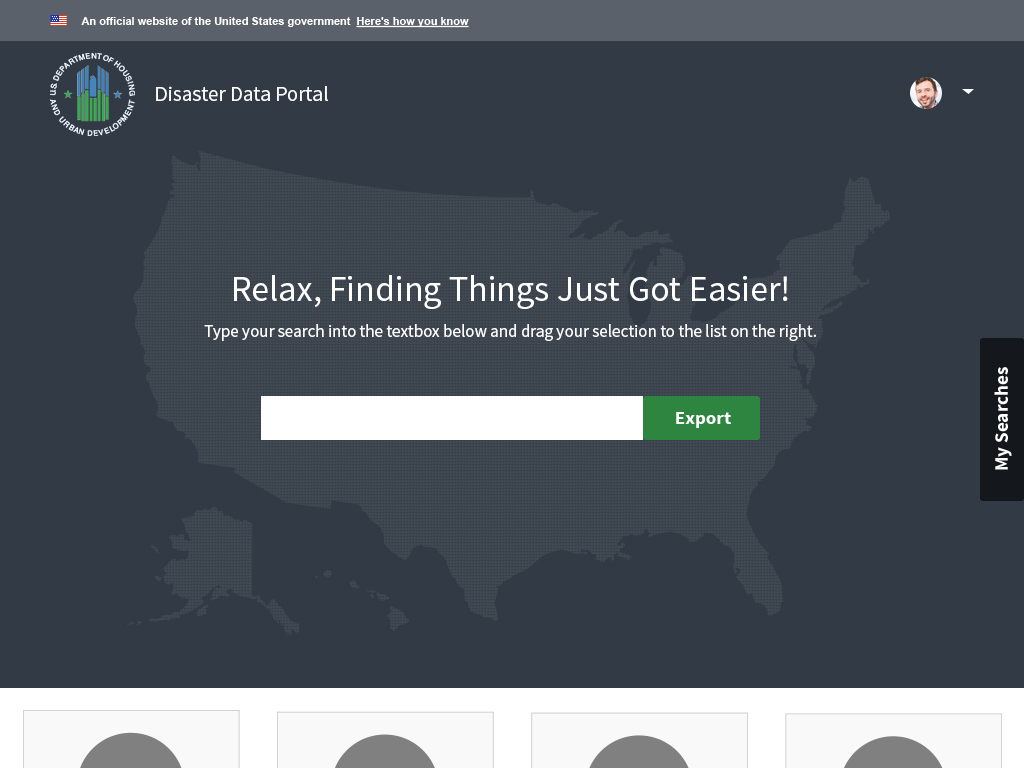 An official website of the United States government Here's how you know
U.S. DEPARTMENT OF HOUSING
AND URBAN DEVELOPMENT
Disaster Data Portal
Relax, Finding Things Just Got Easier!
Type your search into the textbox below and drag your selection to the list on the right.
Export
My Searches